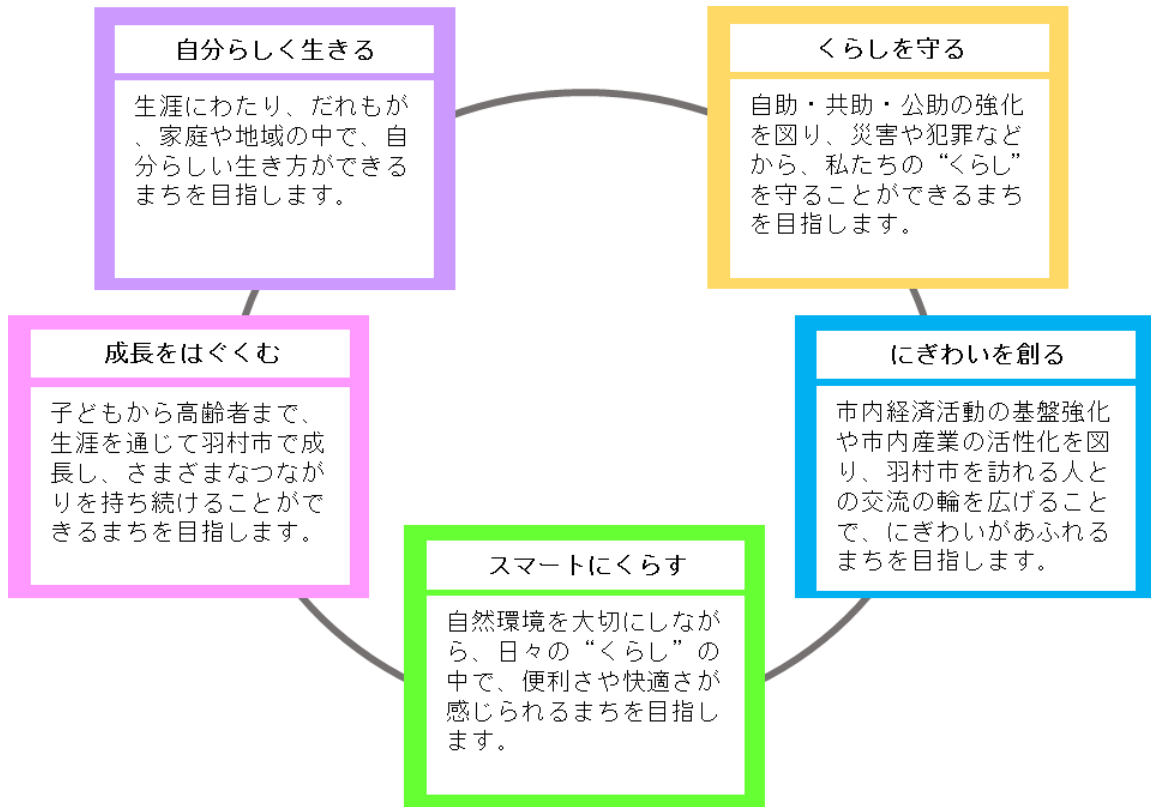 自分らしく生きる
生涯にわたり、だれもが
、家庭や地域の中で、自
分らしい生き方ができる
まちを目指します。
くらしを守る
自助・共助・公助の強化
を図り、災害や犯罪など
から、私たちの“くらし”
を守ることができるまち
を目指します。
成長をはぐくむ
子どもから高齢者まで、
生涯を通じて羽村市で成
長し、さまざまなつなが
りを持ち続けることがで
きるまちを目指します。
にぎわいを創る
市内経済活動の基盤強化
や市内産業の活性化を図
り、羽村市を訪れる人と
の交流の輪を広げること
で、にぎわいがあふれる
まちを目指します。
スマートにくらす
自然環境を大切にしなが
ら、日々の“くらし”の
中で、便利さや快適さが
感じられるまちを目指し
ます。